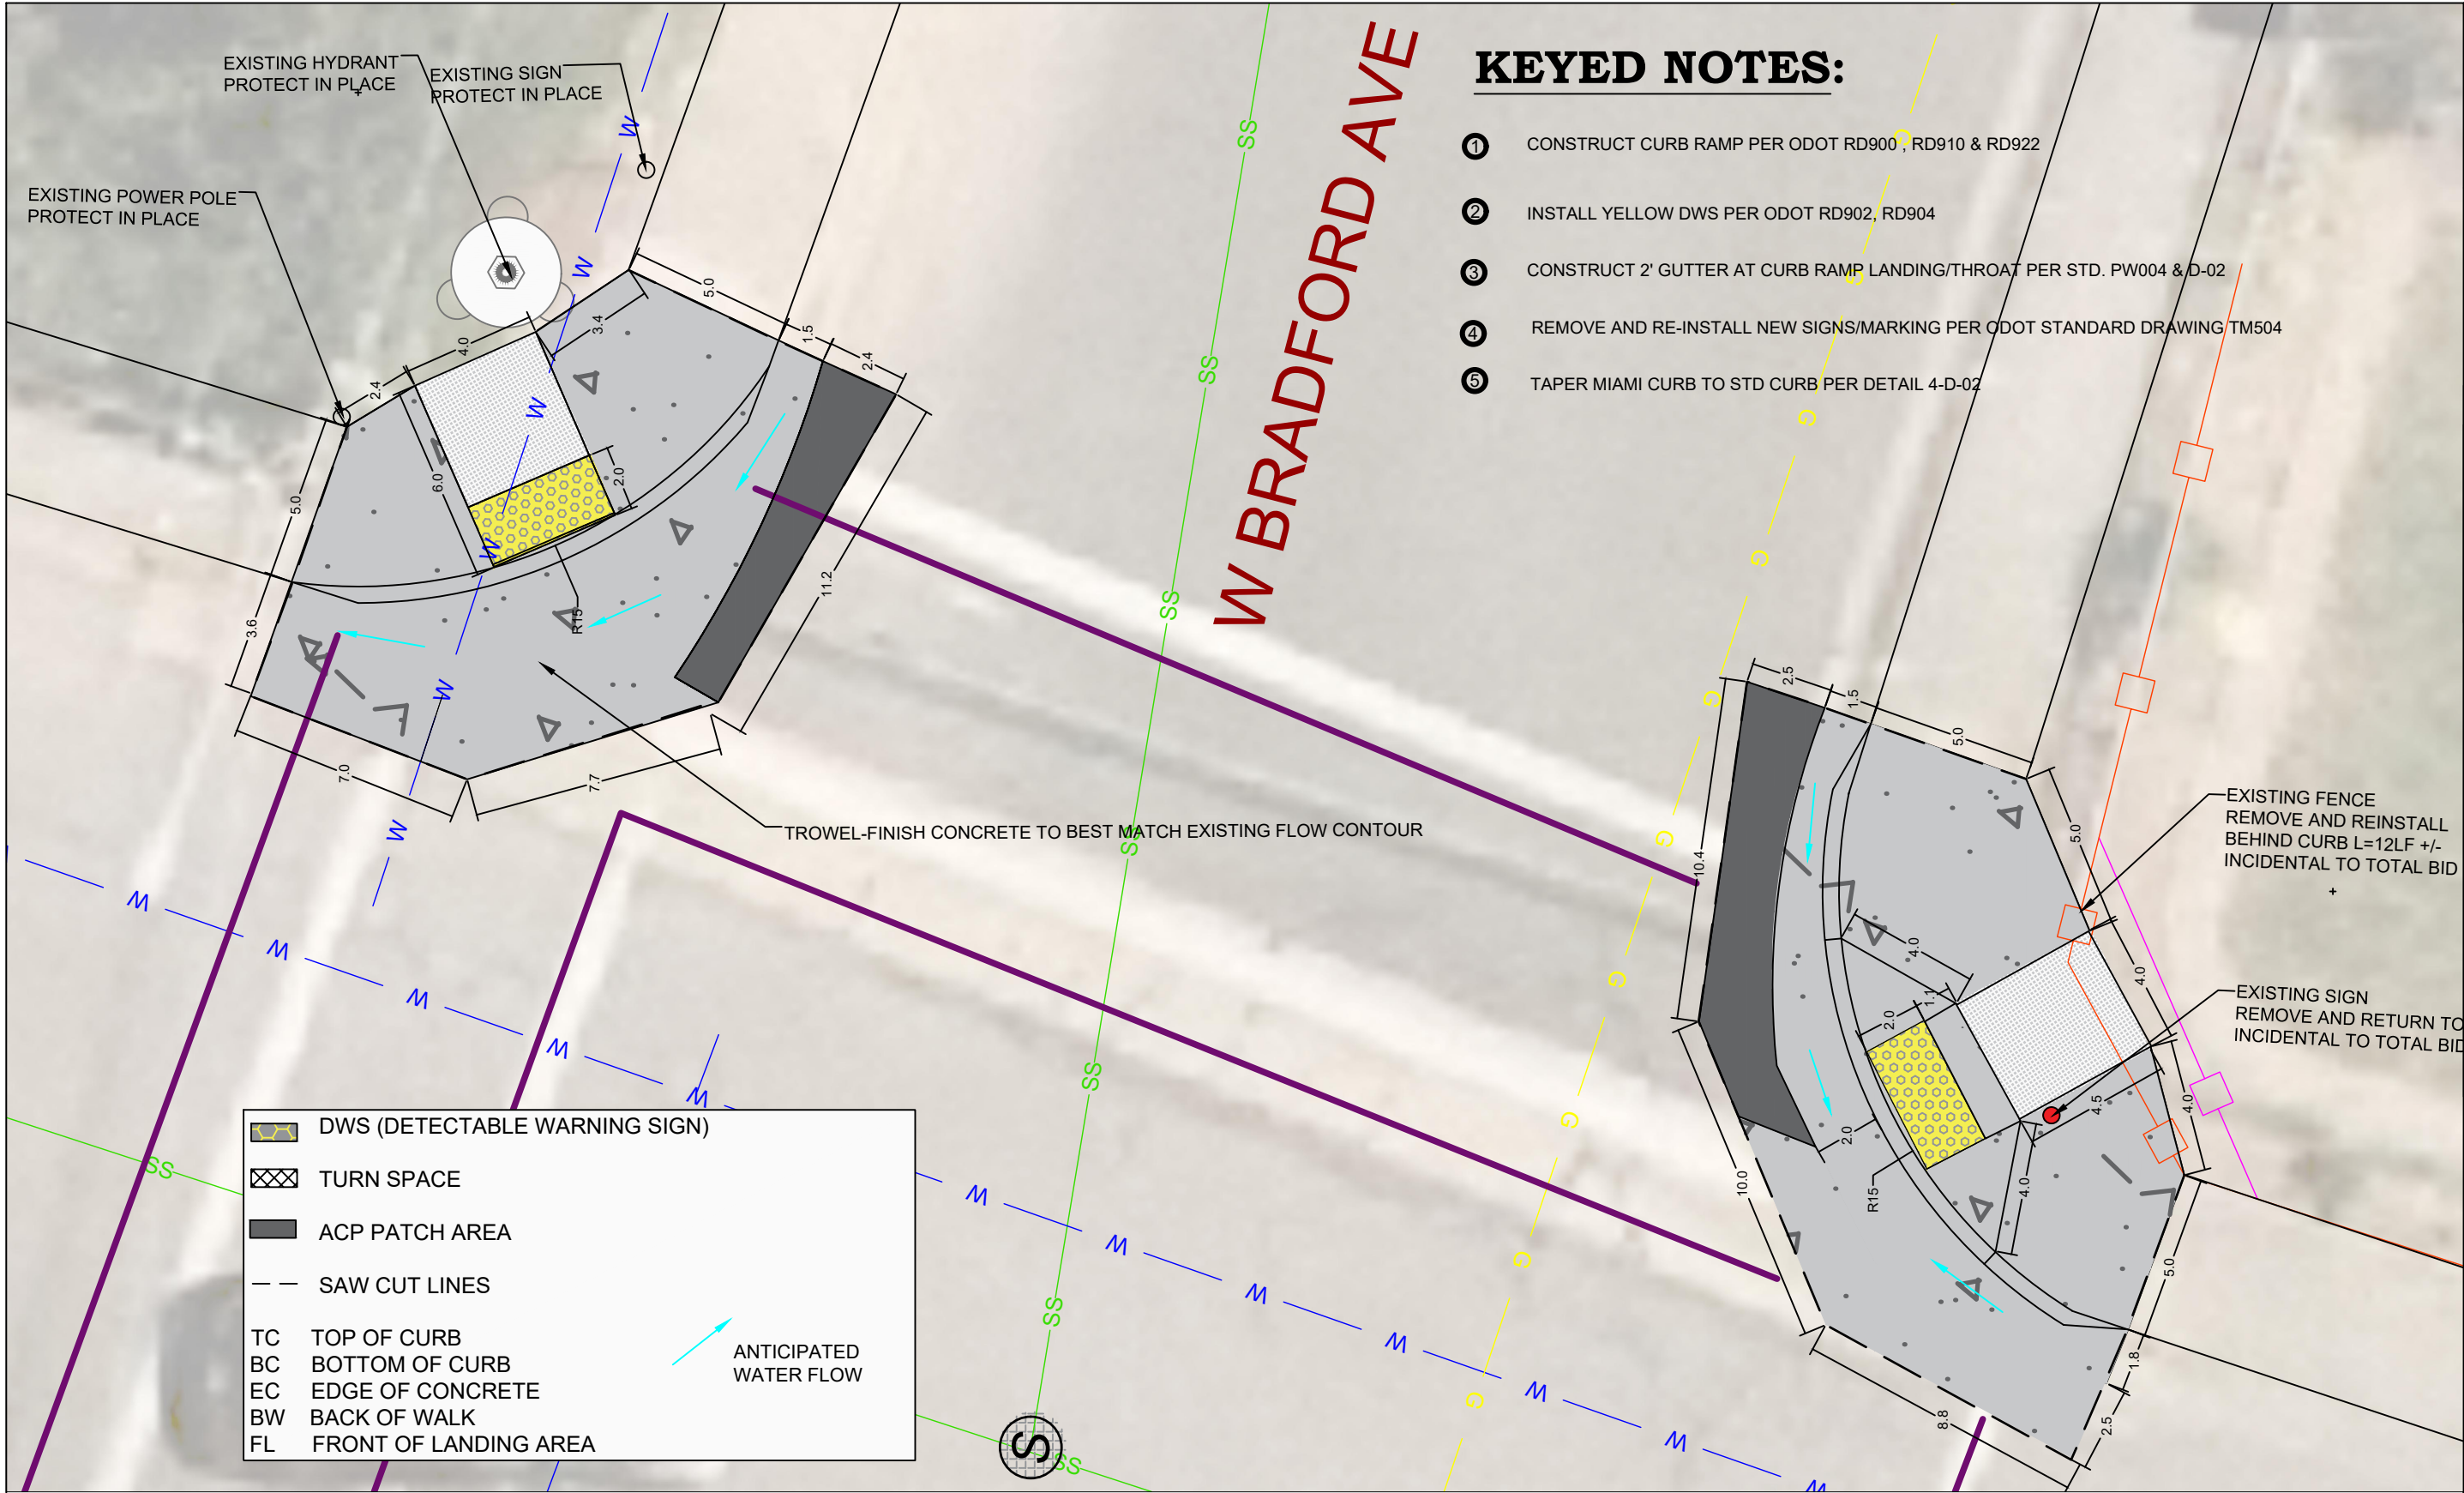 EXISTING HYDRANT
PROTECT IN PLACE
EXISTING SIGN
PROTECT IN PLACE
EXISTING POWER POLE
PROTECT IN PLACE
W BRADFORD AVE
KEYED NOTES:
1 CONSTRUCT CURB RAMP PER ODOT RD900 , RD910 & RD922
2 INSTALL YELLOW DWS PER ODOT RD902, RD904
3 CONSTRUCT 2' GUTTER AT CURB RAMP LANDING/THROAT PER STD. PW004 & D-02
4 REMOVE AND RE-INSTALL NEW SIGNS/MARKING PER ODOT STANDARD DRAWING TM504
5 TAPER MIAMI CURB TO STD CURB PER DETAIL 4-D-02
5.0
1.5
2.4
3.4
4.0
2.4
6.0
2.0
5.0
3.6
R15
11.2
7.0
7.7
W
W
W
W
W
W
SS
SS
SS
SS
SS
SS
G
G
G
G
G
G
G
G
G
G
G
TROWEL-FINISH CONCRETE TO BEST MATCH EXISTING FLOW CONTOUR
2.5
1.5
5.0
5.0
10.4
4.0
4.0
1.1
2.0
4.5
4.0
4.0
2.0
R15
10.0
5.0
1.8
2.5
8.8
EXISTING FENCE
REMOVE AND REINSTALL
BEHIND CURB L=12LF +/-
INCIDENTAL TO TOTAL BID
EXISTING SIGN
REMOVE AND RETURN TO
INCIDENTAL TO TOTAL BID
W
W
W
W
W
W
W
W
W
W
W
W
SS
SS
S
DWS (DETECTABLE WARNING SIGN)
TURN SPACE
ACP PATCH AREA
SAW CUT LINES
TC TOP OF CURB
BC BOTTOM OF CURB
EC EDGE OF CONCRETE
BW BACK OF WALK
FL FRONT OF LANDING AREA
ANTICIPATED
WATER FLOW